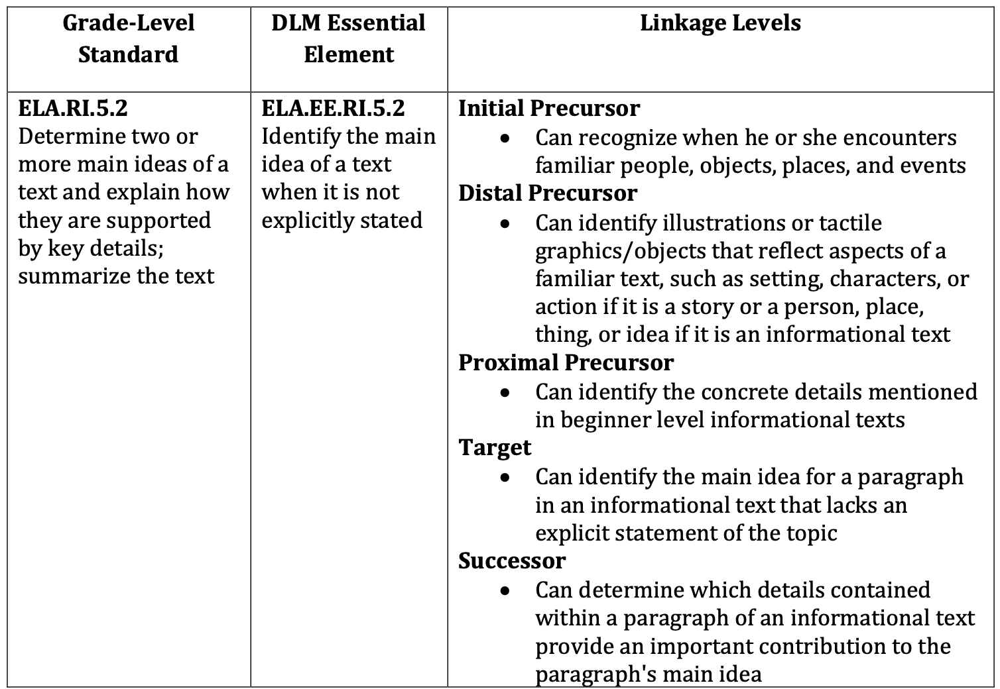 Grade-Level
Standard
DLM Essential
Element
Linkage Levels
ELA.RI.5.2
Determine two or
more main ideas of a
text and explain how
they are supported
by key details;
summarize the text
ELA.EE.RI.5.2
Identify the main
idea of a text
when it is not
explicitly stated
Initial Precursor
• Can recognize when he or she encounters
familiar people, objects, places, and events
Distal Precursor
• Can identify illustrations or tactile
graphics/objects that reflect aspects of a
familiar text, such as setting, characters, or
action if it is a story or a person, place,
thing, or idea if it is an informational text
Proximal Precursor
• Can identify the concrete details mentioned
in beginner level informational texts
Target
• Can identify the main idea for a paragraph
in an informational text that lacks an
explicit statement of the topic
Successor
• Can determine which details contained
within a paragraph of an informational text
provide an important contribution to the
paragraph's main idea